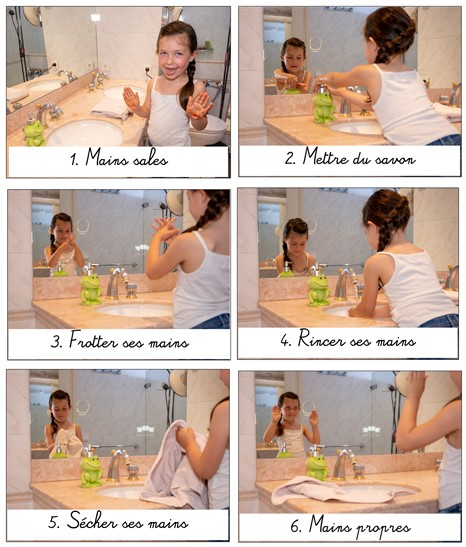 1. Mains sales
2. Mettre du savon
3. Frotter ses mains
4. Rincer ses mains
5. Sécher ses mains
6. Mains propres